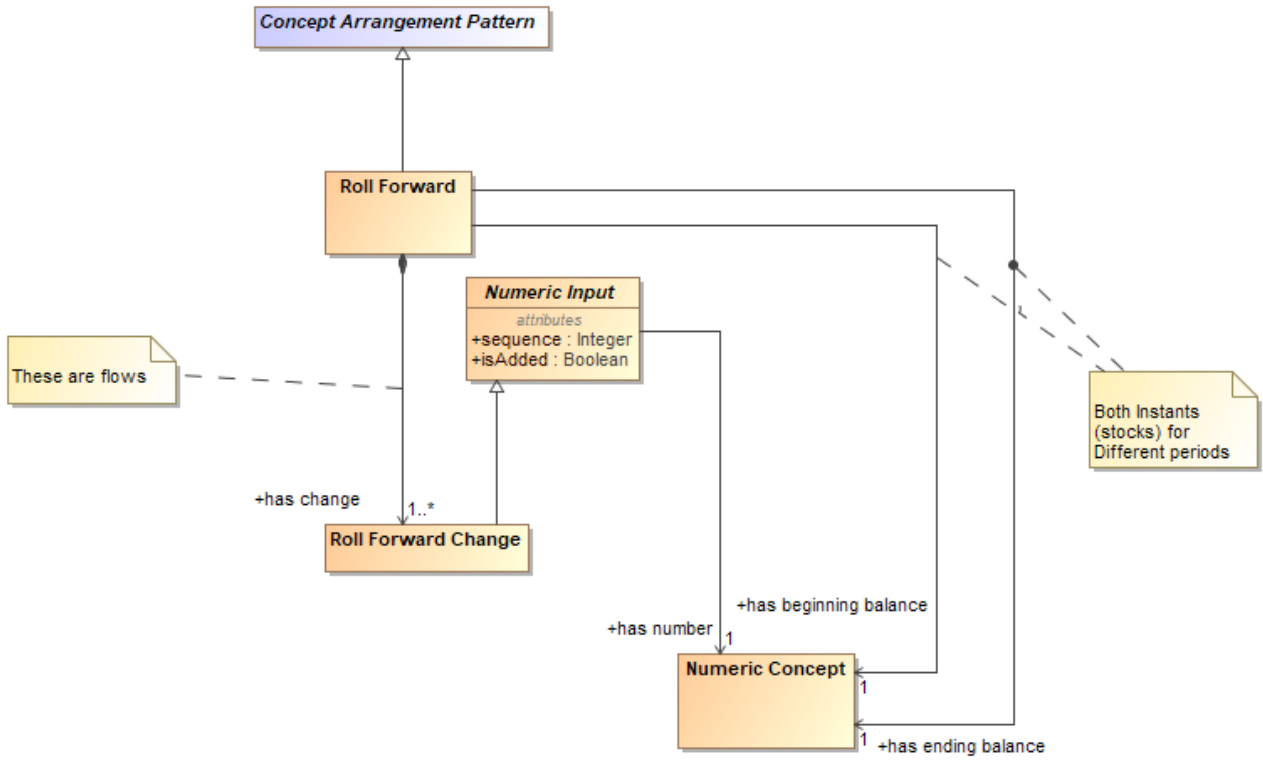 Concept Arrangement Pattern
Roll Forward
Numeric Input
attributes
+sequence : Integer
+isAdded : Boolean
These are flows
Both Instants
(stocks) for
Different periods
+has change
1..*
Roll Forward Change
+has beginning balance
+has number
1
Numeric Concept
1
1
+has ending balance